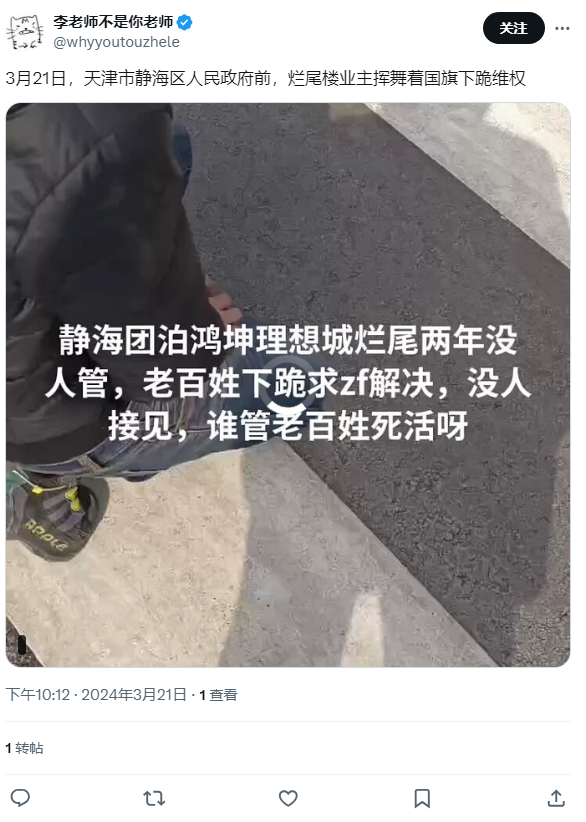 李老师不是你老师
@whyyoutouzhele
关注
3月21日，天津市静海区人民政府前，烂尾楼业主挥舞着国旗下跪维权
静海团泊鸿坤理想城烂尾两年没
人管，老百姓下跪求zf解决，没人
接见，谁管老百姓死活呀
APPLE
下午10:12 · 2024年3月21日 · 1 查看
1 转帖